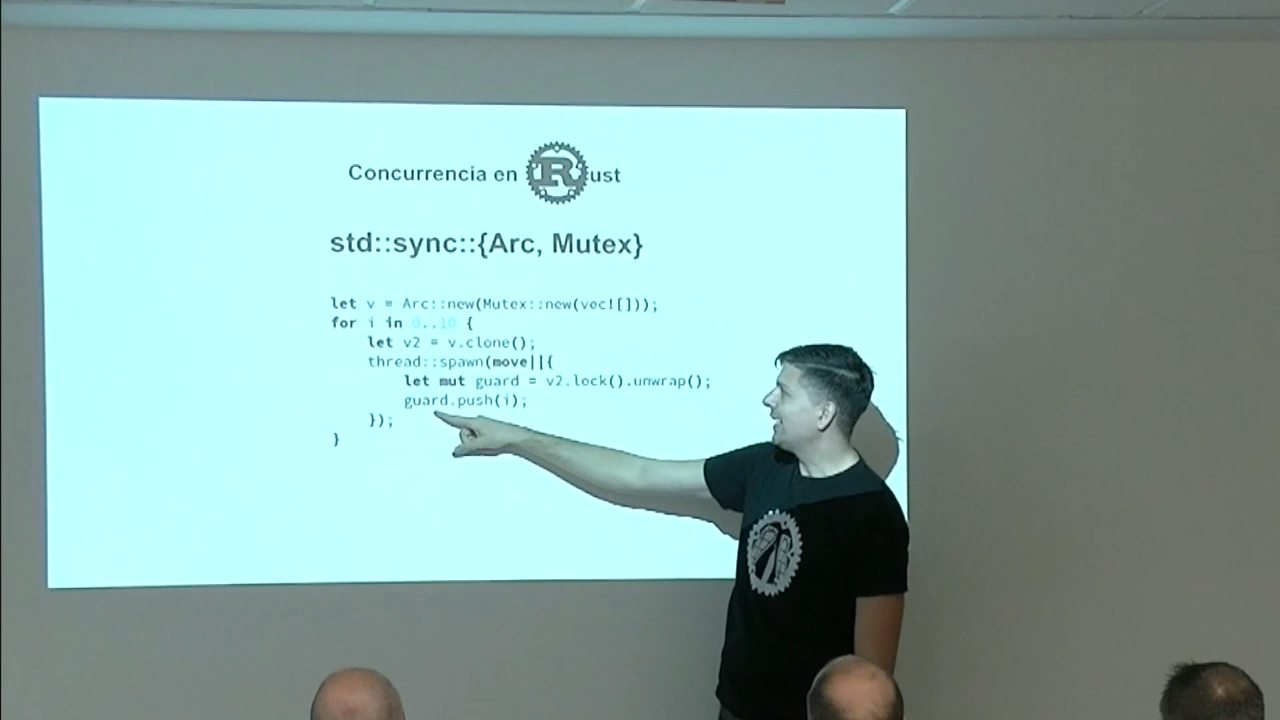 Concurrencia en Rust
std::sync::{Arc, Mutex}
let v = Arc::new(Mutex::new(vec![]));
for i in 0..10 {
let v2 = v.clone();
thread::spawn(move||{
let mut guard = v2.lock().unwrap();
guard.push(i);
});
}